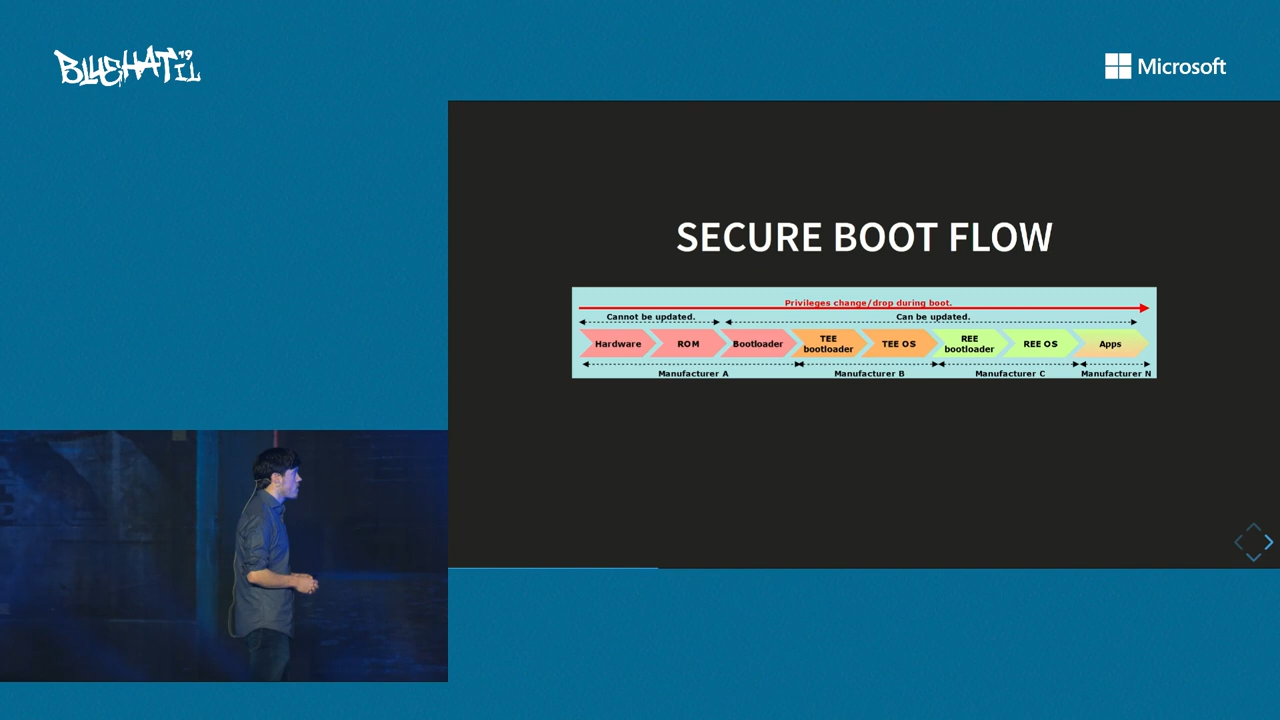 BLUEHAT IL 19
Microsoft
SECURE BOOT FLOW
Privileges change/drop during boot.
Cannot be updated. Can be updated.
Hardware ROM Bootloader TEE bootloader TEE OS REE bootloader REE OS Apps
Manufacturer A Manufacturer B Manufacturer C Manufacturer N